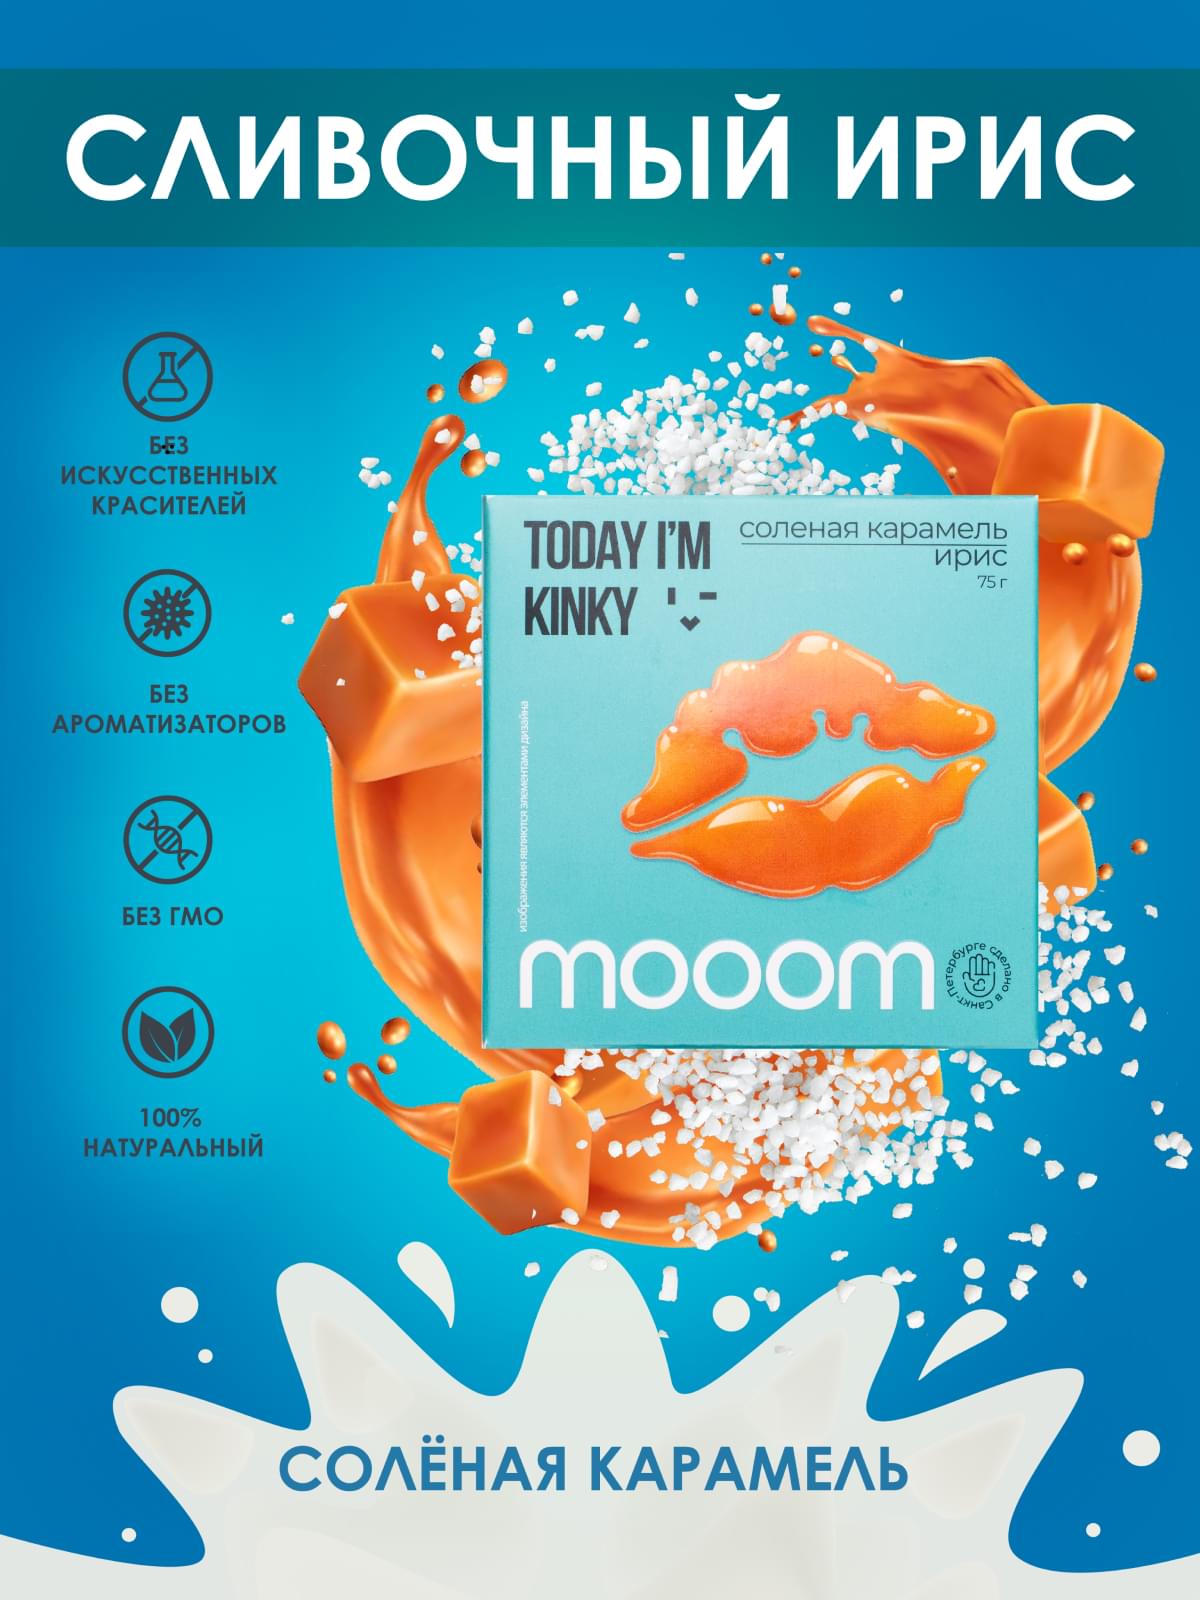 СЛИВОЧНЫЙ ИРИС
БЕЗ
ИСКУССТВЕННЫХ
КРАСИТЕЛЕЙ
БЕЗ
АРОМАТИЗАТОРОВ
БЕЗ ГМО
100%
НАТУРАЛЬНЫЙ
TODAY I'M
KINKY
соленая карамель
ирис
75 г
изображения являются элементами дизайна
mooom
сделано в Санкт-Петербурге
СОЛЁНАЯ КАРАМЕЛЬ